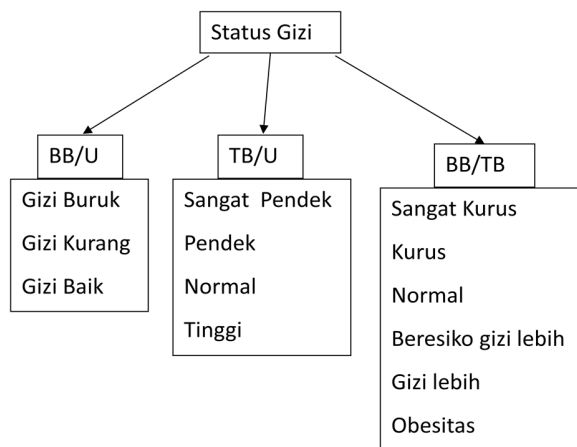 Status Gizi
BB/U
Gizi Buruk
Gizi Kurang
Gizi Baik
TB/U
Sangat Pendek
Pendek
Normal
Tinggi
BB/TB
Sangat Kurus
Kurus
Normal
Beresiko gizi lebih
Gizi lebih
Obesitas